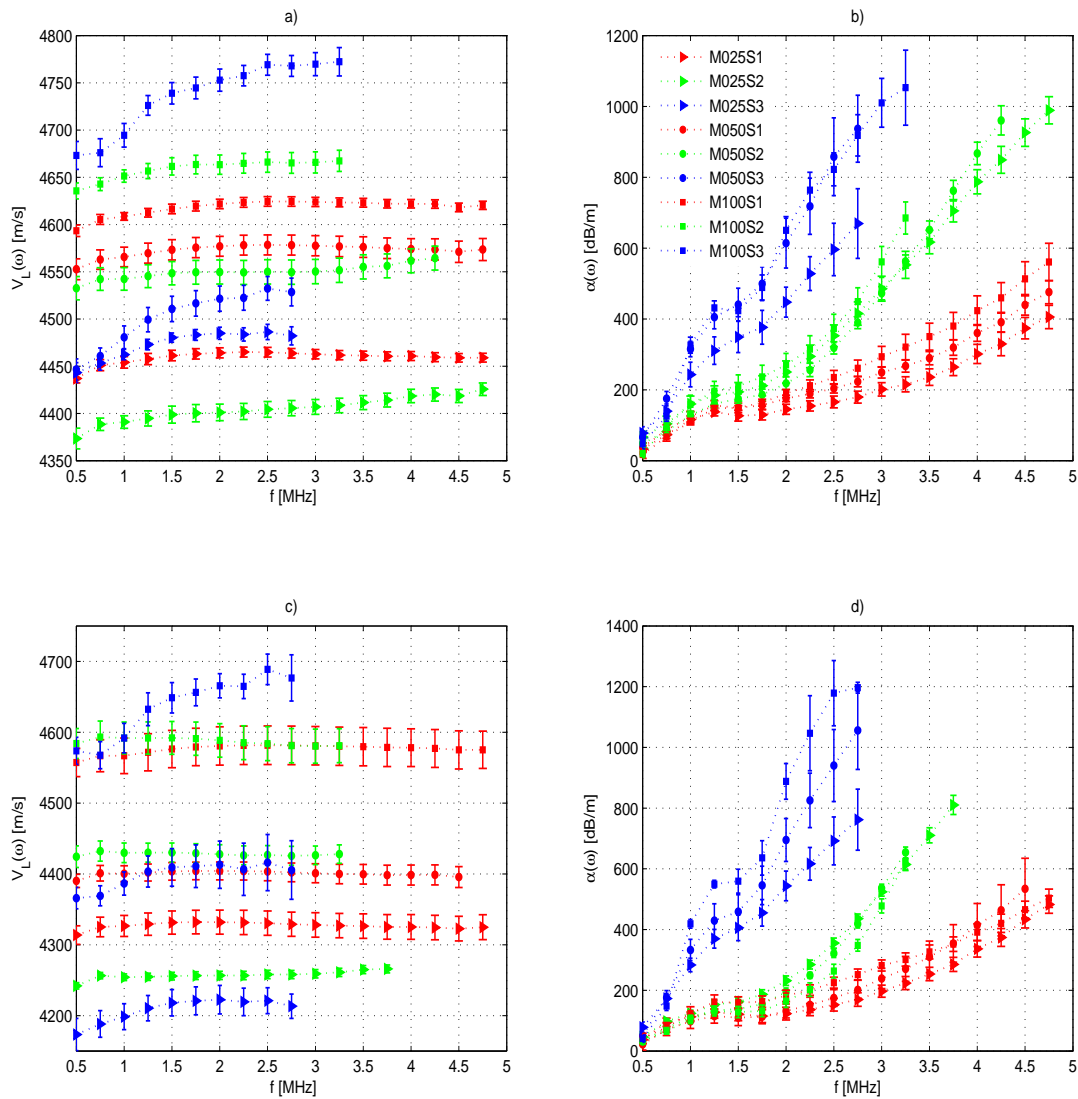 a)
4800
4750
4700
4650
4600
4550
4500
4450
4400
4350
V_L(ω) [m/s]
0.5 1 1.5 2 2.5 3 3.5 4 4.5 5
f [MHz]
b)
1200
1000
800
600
400
200
0
α(ω) [dB/m]
M025S1
M025S2
M025S3
M050S1
M050S2
M050S3
M100S1
M100S2
M100S3
0.5 1 1.5 2 2.5 3 3.5 4 4.5 5
f [MHz]
c)
4700
4600
4500
4400
4300
4200
V_L(ω) [m/s]
0.5 1 1.5 2 2.5 3 3.5 4 4.5 5
f [MHz]
d)
1400
1200
1000
800
600
400
200
0
α(ω) [dB/m]
0.5 1 1.5 2 2.5 3 3.5 4 4.5 5
f [MHz]